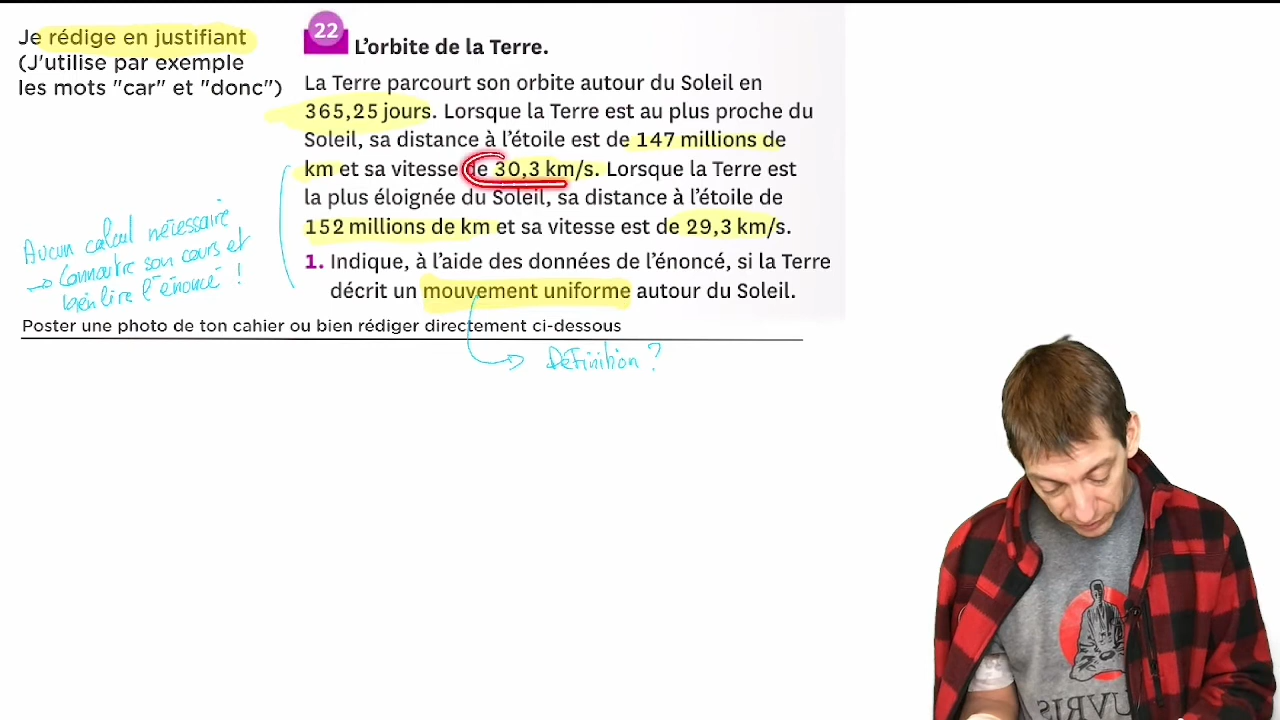 Je rédige en justifiant
(J'utilise par exemple
les mots "car" et "donc")
22
L'orbite de la Terre.
La Terre parcourt son orbite autour du Soleil en
365,25 jours. Lorsque la Terre est au plus proche du
Soleil, sa distance à l'étoile est de 147 millions de
km et sa vitesse de 30,3 km/s. Lorsque la Terre est
la plus éloignée du Soleil, sa distance à l'étoile de
152 millions de km et sa vitesse est de 29,3 km/s.
1. Indique, à l'aide des données de l'énoncé, si la Terre
décrit un mouvement uniforme autour du Soleil.
Aucun calcul nécessaire
→ Connaître son cours et
bien lire l'énoncé !
Poster une photo de ton cahier ou bien rédiger directement ci-dessous
→ Définition ?